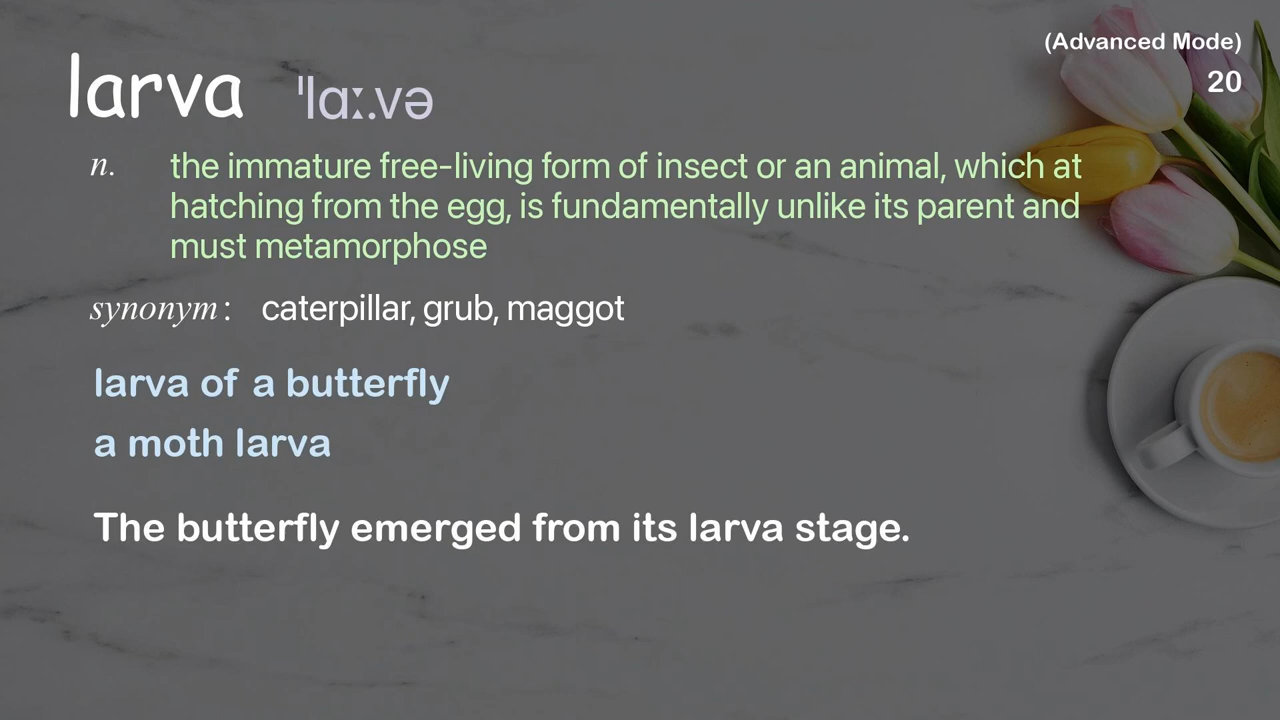 (Advanced Mode)
20
larva ˈlɑː.və
n. the immature free-living form of insect or an animal, which at
hatching from the egg, is fundamentally unlike its parent and
must metamorphose
synonym: caterpillar, grub, maggot
larva of a butterfly
a moth larva
The butterfly emerged from its larva stage.